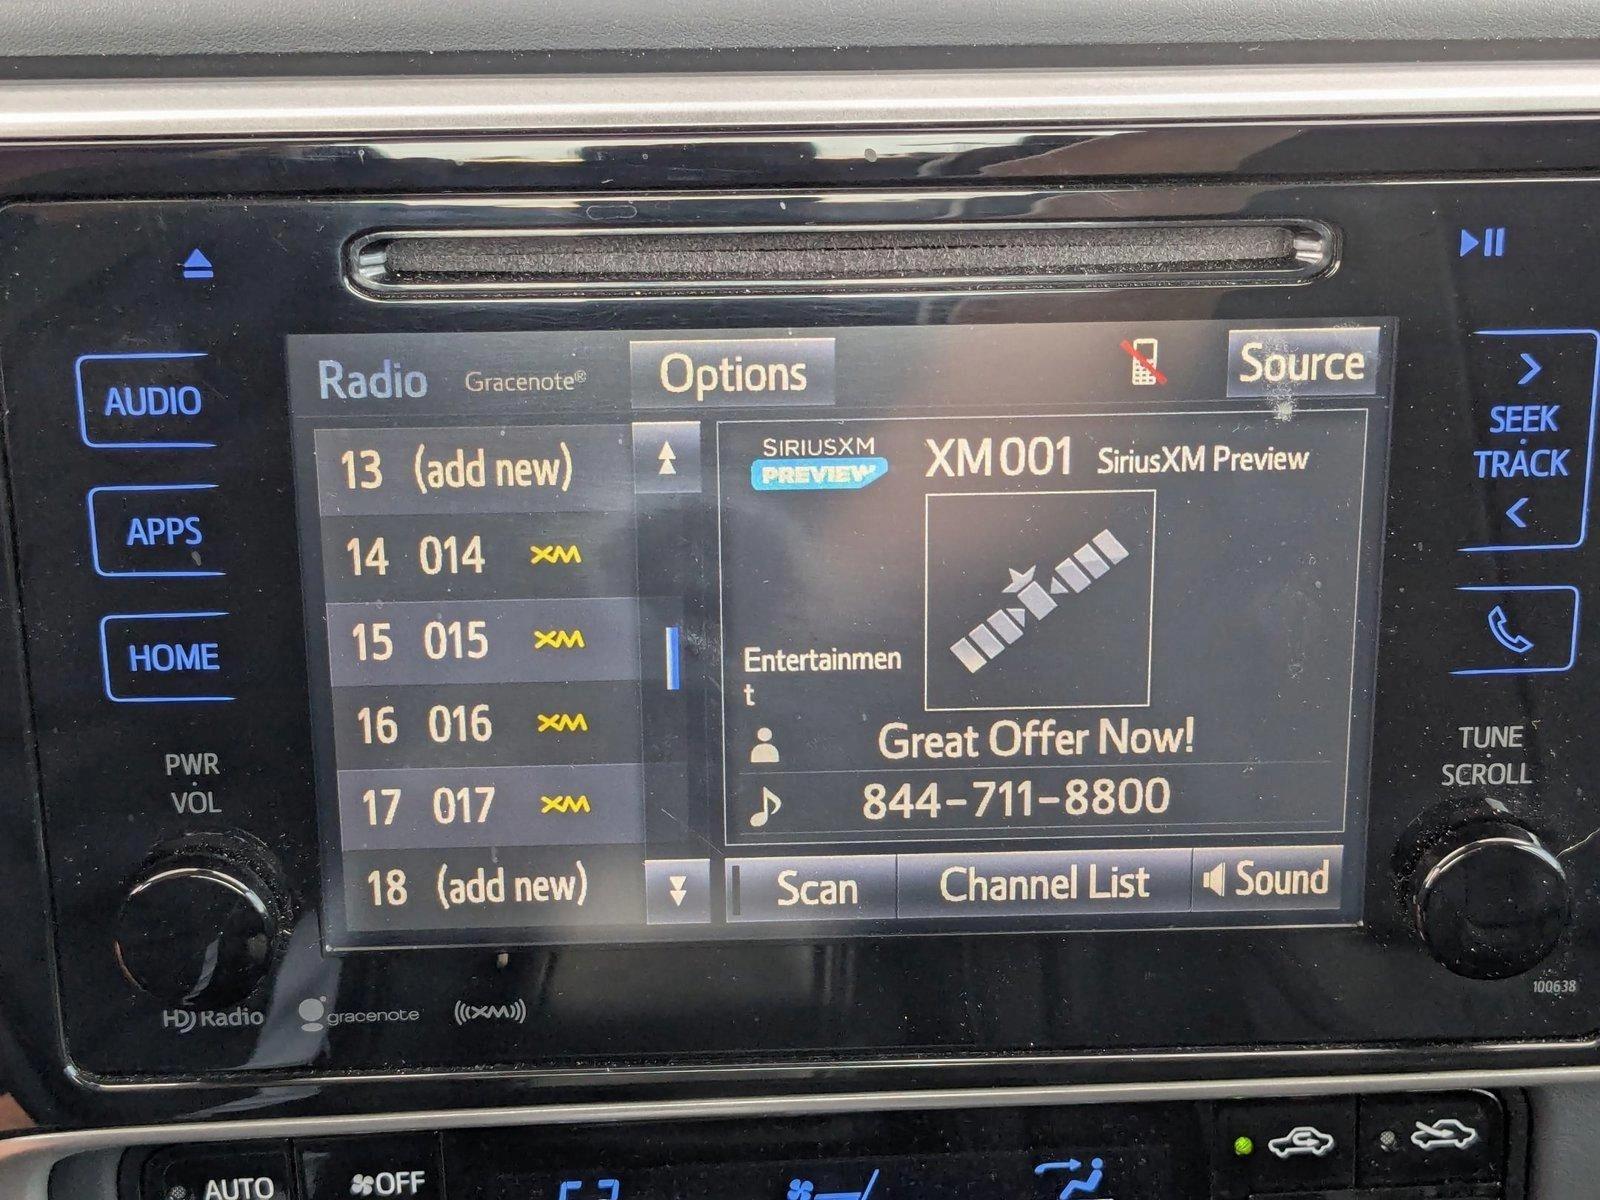 AUDIO
APPS
HOME
PWR
VOL
Radio Gracenote® Options Source
13 (add new)
14 014 XM
15 015 XM
16 016 XM
17 017 XM
18 (add new)
SIRIUSXM
PREVIEW
XM001 SiriusXM Preview
Entertainmen
t
Great Offer Now!
844-711-8800
Scan Channel List Sound
SEEK
TRACK
TUNE
SCROLL
100638
HD Radio gracenote ((XM))
AUTO OFF